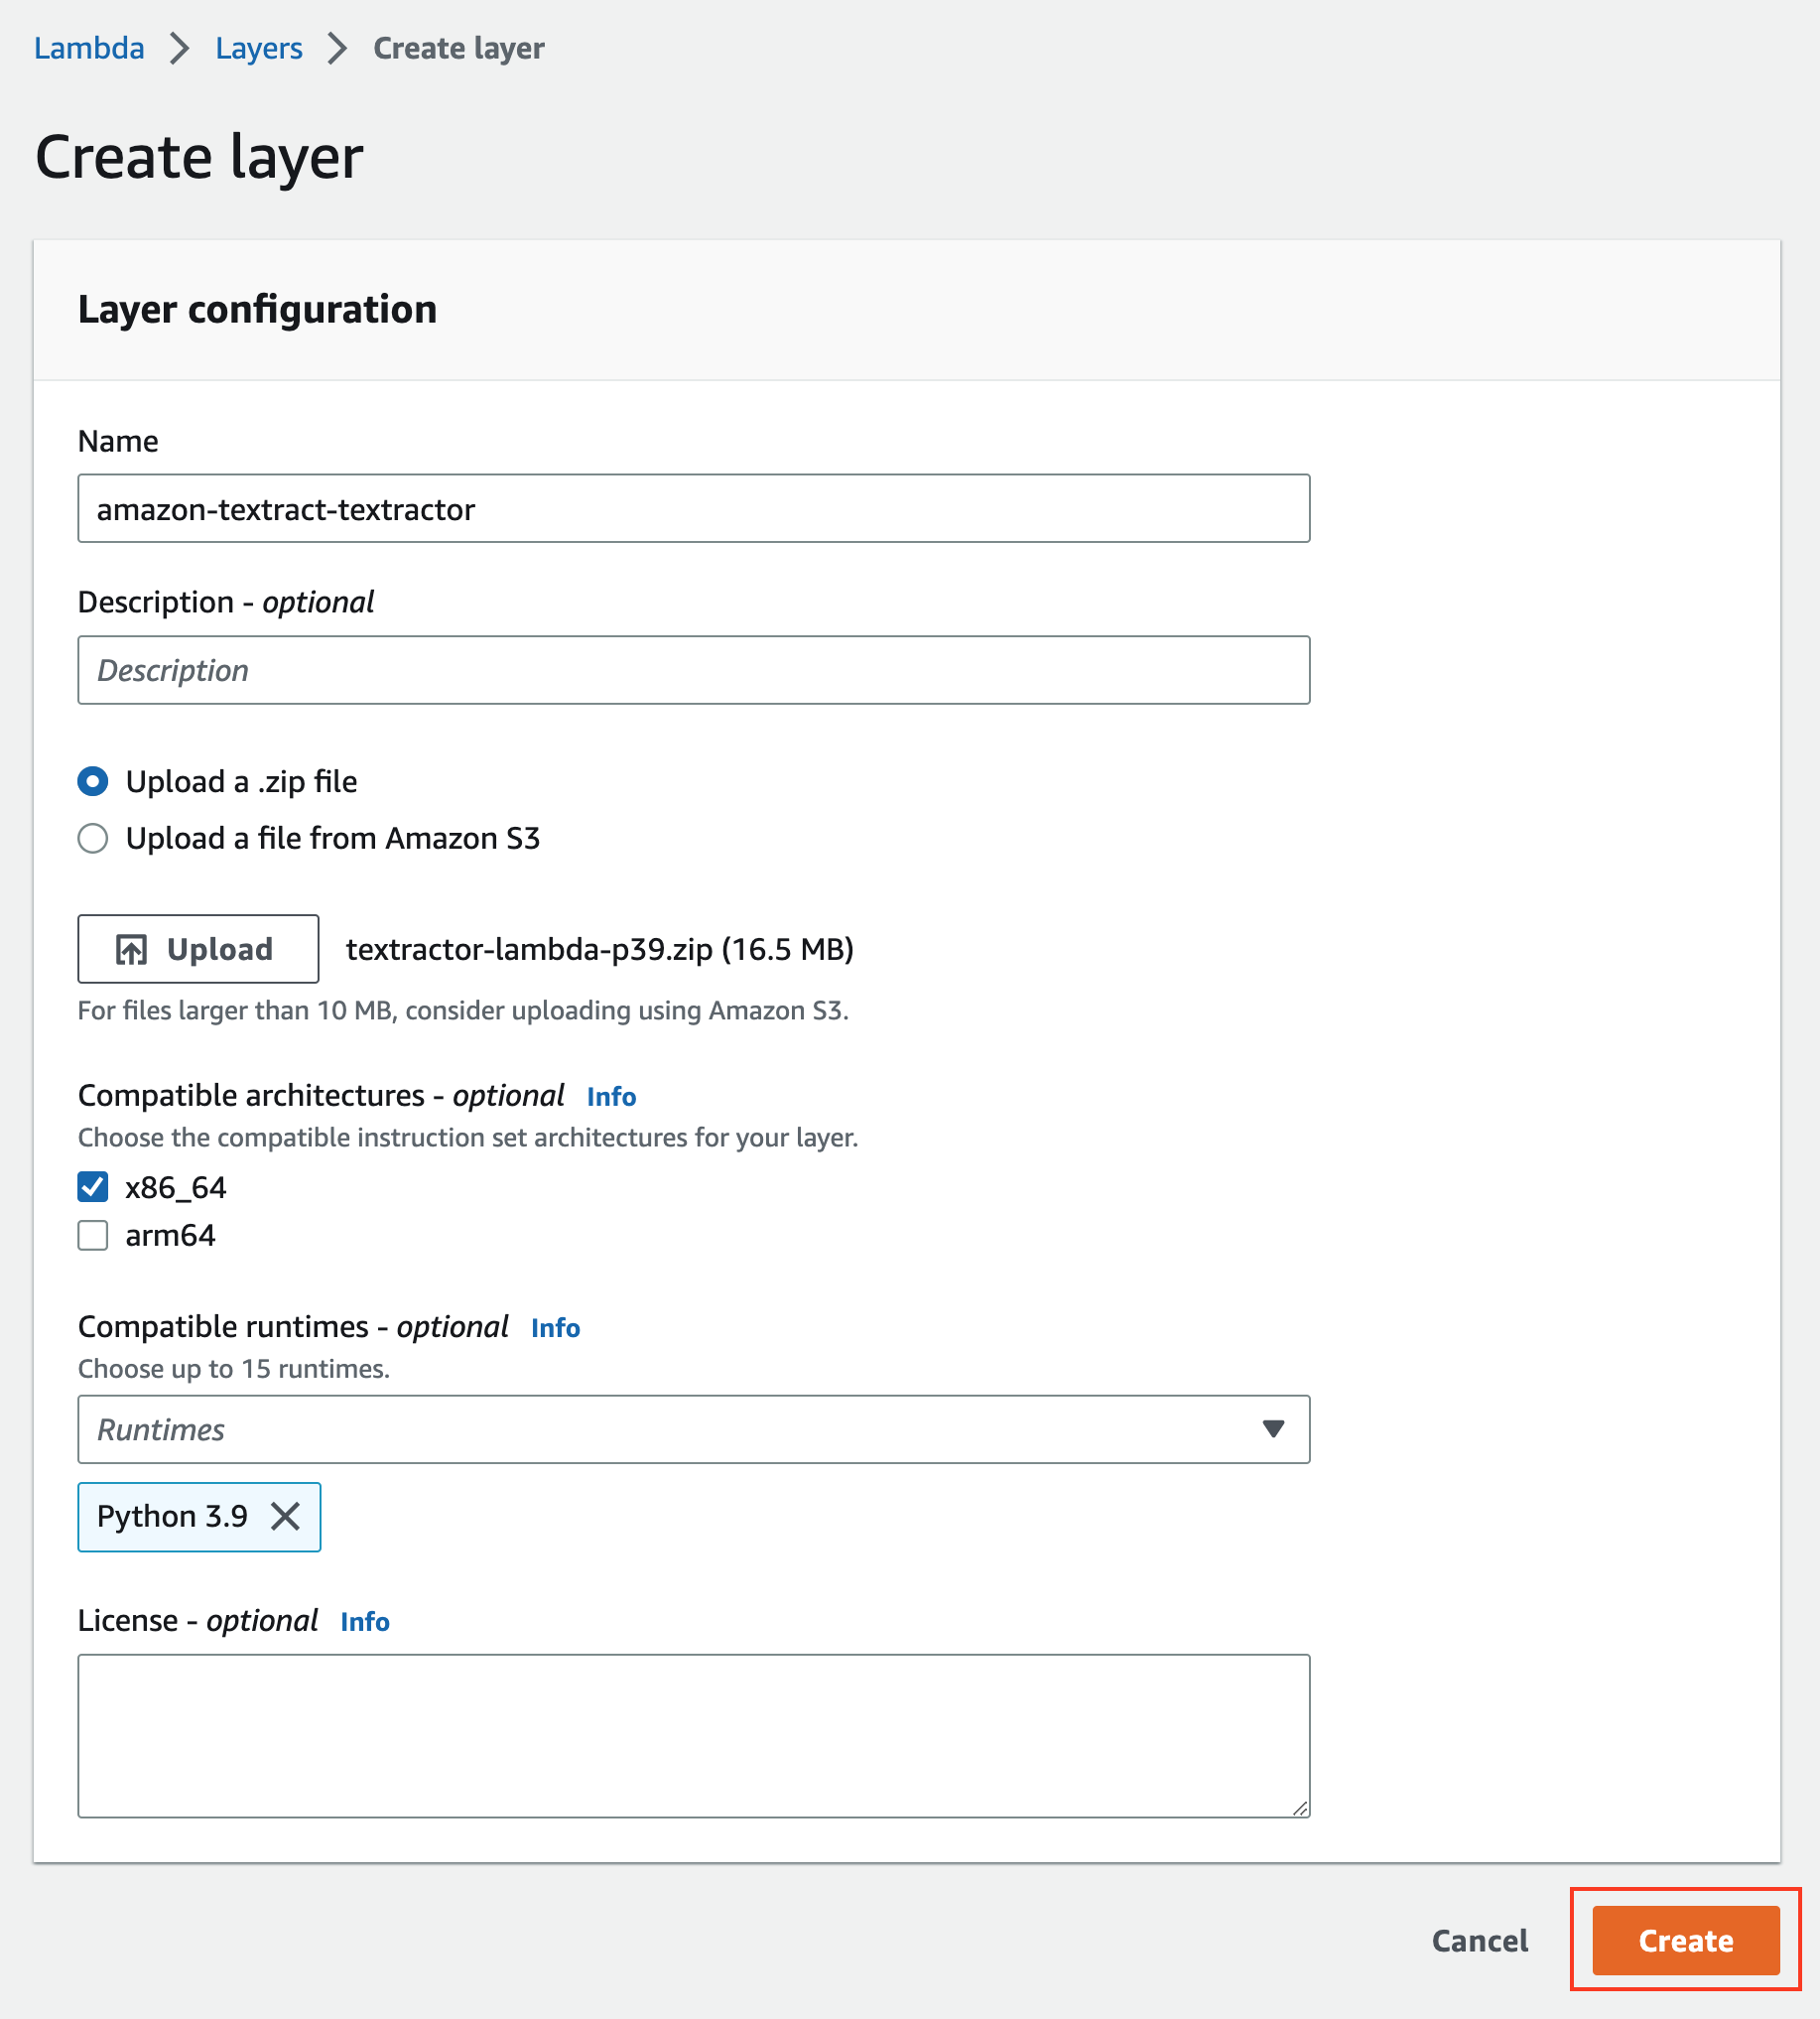 Lambda > Layers > Create layer
Create layer
Layer configuration
Name
amazon-textract-textractor
Description - optional
Description
Upload a .zip file
Upload a file from Amazon S3
Upload textractor-lambda-p39.zip (16.5 MB)
For files larger than 10 MB, consider uploading using Amazon S3.
Compatible architectures - optional Info
Choose the compatible instruction set architectures for your layer.
x86_64
arm64
Compatible runtimes - optional Info
Choose up to 15 runtimes.
Runtimes
Python 3.9
License - optional Info
Cancel Create